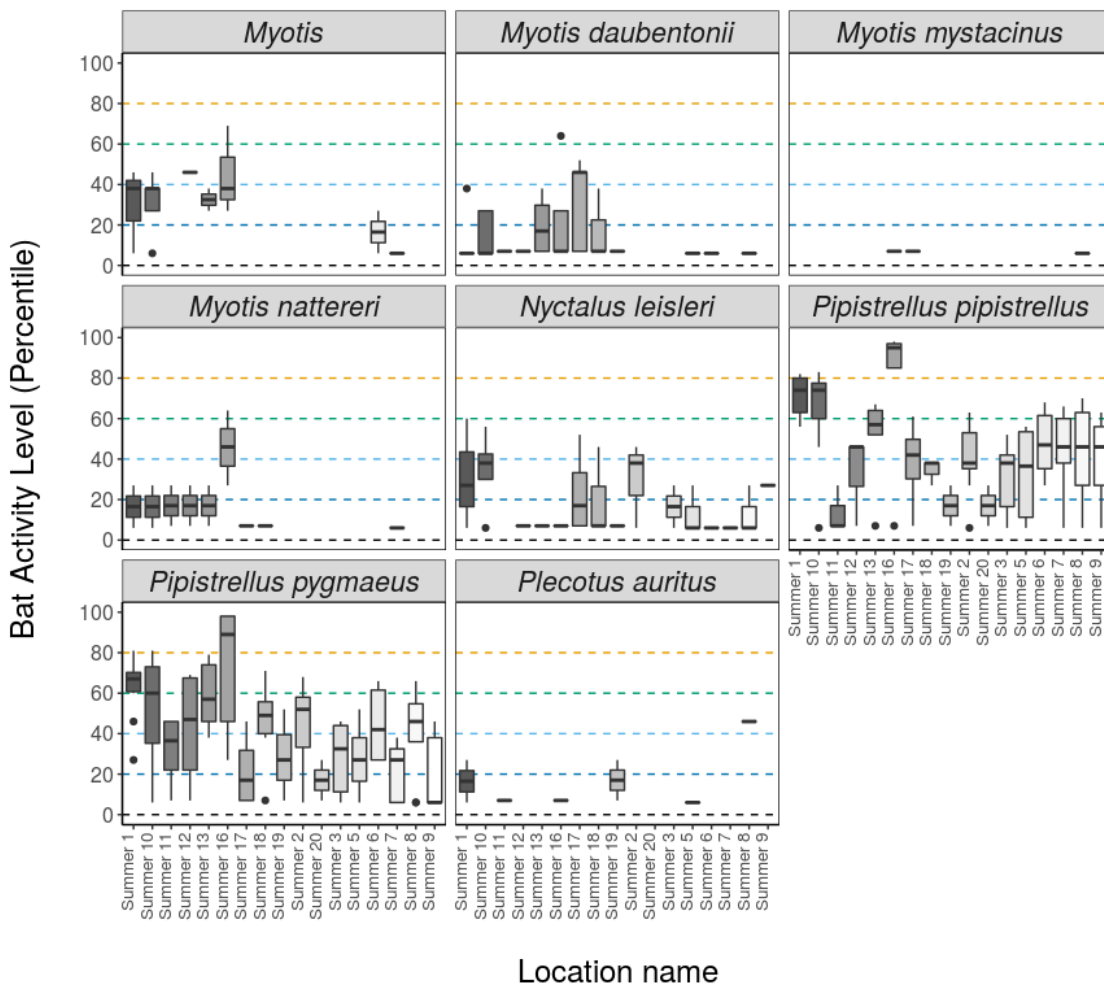 Myotis
Myotis daubentonii
Myotis mystacinus
100
80
60
40
20
0
Myotis nattereri
Nyctalus leisleri
Pipistrellus pipistrellus
100
80
60
40
20
0
Summer 1
Summer 10
Summer 11
Summer 12
Summer 13
Summer 16
Summer 17
Summer 18
Summer 19
Summer 2
Summer 20
Summer 3
Summer 5
Summer 6
Summer 7
Summer 8
Summer 9
Pipistrellus pygmaeus
Plecotus auritus
100
80
60
40
20
0
Summer 1
Summer 10
Summer 11
Summer 12
Summer 13
Summer 16
Summer 17
Summer 18
Summer 19
Summer 2
Summer 20
Summer 3
Summer 5
Summer 6
Summer 7
Summer 8
Summer 9
Summer 1
Summer 10
Summer 11
Summer 12
Summer 13
Summer 16
Summer 17
Summer 18
Summer 19
Summer 2
Summer 20
Summer 3
Summer 5
Summer 6
Summer 7
Summer 8
Summer 9
Bat Activity Level (Percentile)
Location name